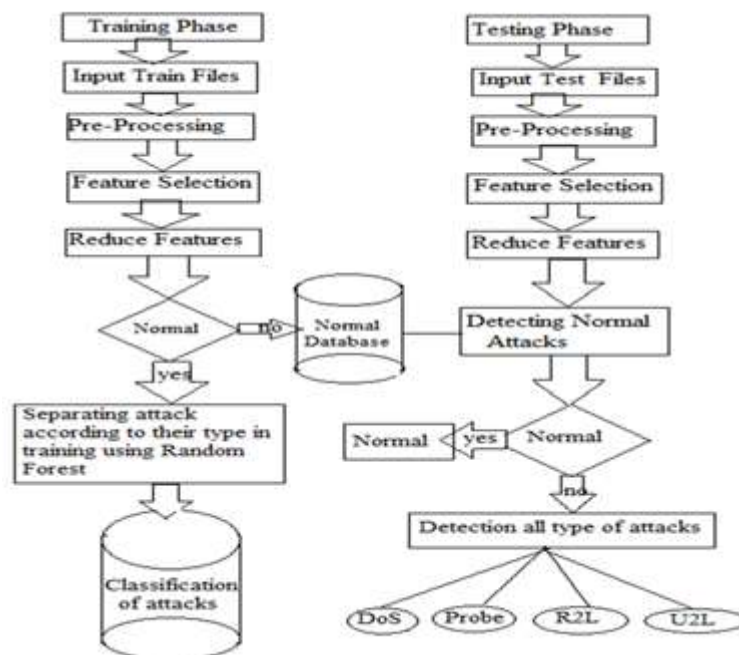 Training Phase
Input Train Files
Pre-Processing
Feature Selection
Reduce Features
Normal
no
Normal
Database
yes
Separating attack
according to their type in
training using Random
Forest
Classification
of attacks
Testing Phase
Input Test Files
Pre-Processing
Feature Selection
Reduce Features
Detecting Normal
Attacks
Normal
yes
Normal
no
Detection all type of attacks
DoS
Probe
R2L
U2L